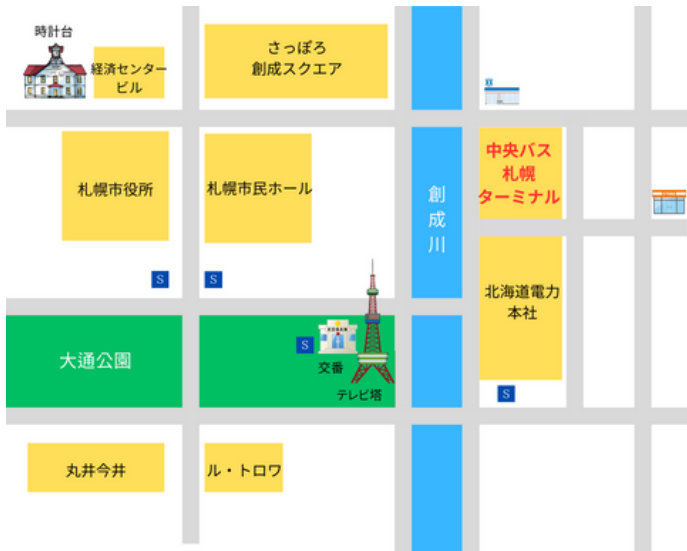 時計台
経済センター
ビル
さっぽろ
創成スクエア
札幌市役所
札幌市民ホール
創成川
中央バス
札幌
ターミナル
S
S
北海道電力
本社
大通公園
S
交番
テレビ塔
S
丸井今井
ル・トロワ